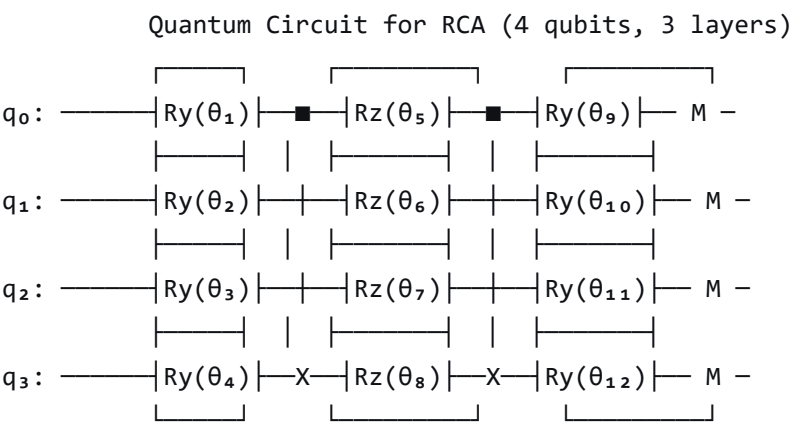 Quantum Circuit for RCA (4 qubits, 3 layers)
q₀: Ry(θ₁) ■ Rz(θ₅) ■ Ry(θ₉) M
q₁: Ry(θ₂) Rz(θ₆) Ry(θ₁₀) M
q₂: Ry(θ₃) Rz(θ₇) Ry(θ₁₁) M
q₃: Ry(θ₄) X Rz(θ₈) X Ry(θ₁₂) M